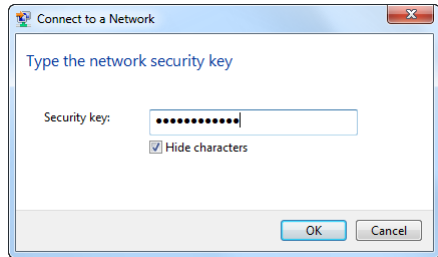 Connect to a Network
Type the network security key
Security key: ••••••••••••
Hide characters
OK Cancel